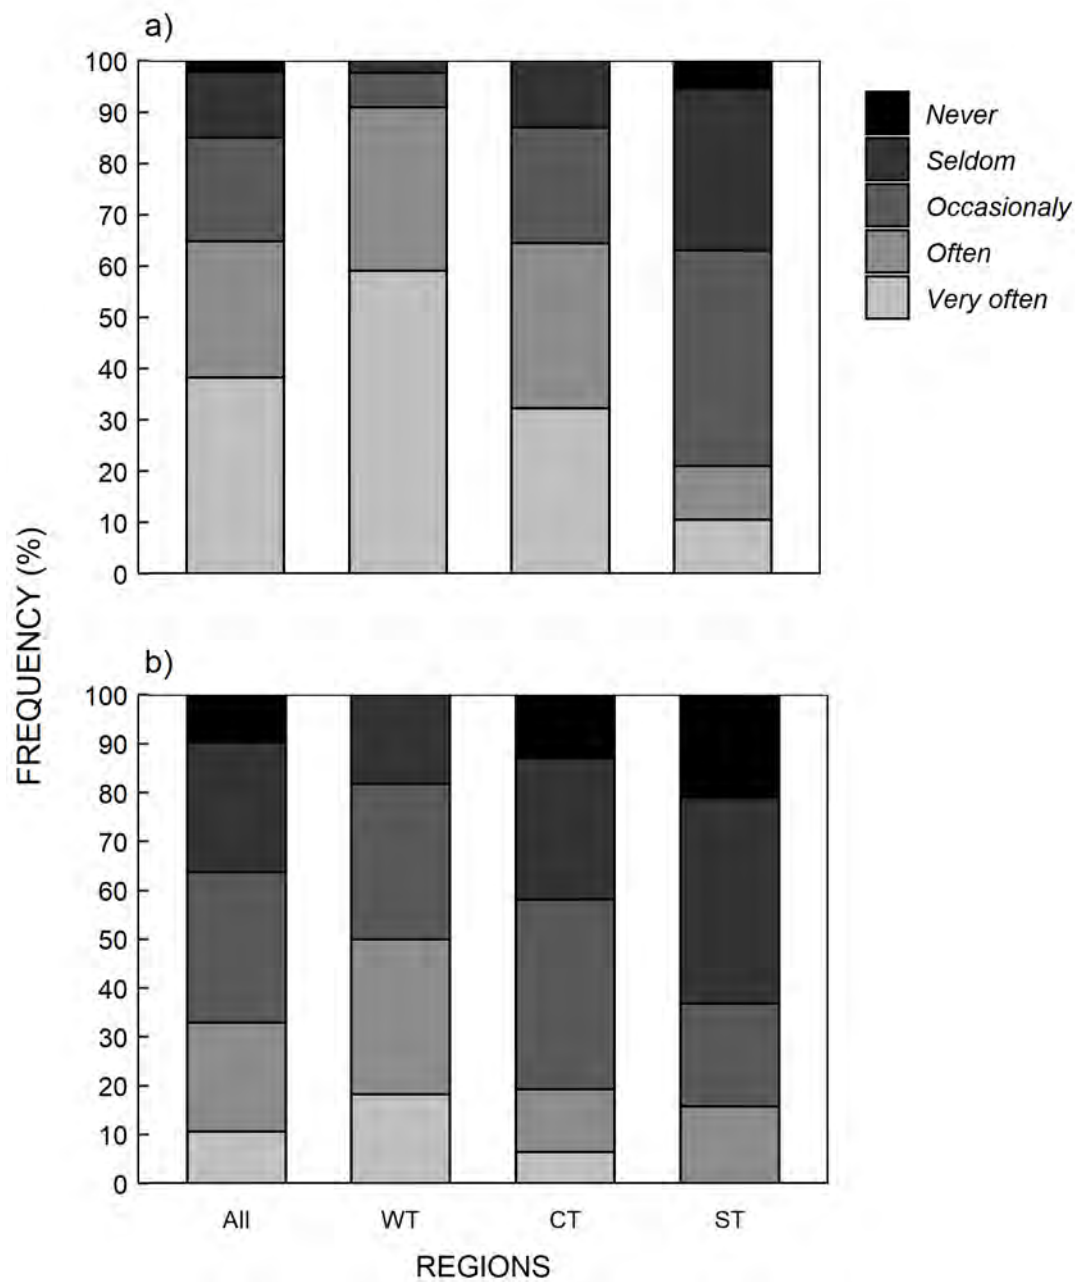 a)
100
90
80
70
60
50
40
30
20
10
0
Never
Seldom
Occasionaly
Often
Very often
FREQUENCY (%)
b)
100
90
80
70
60
50
40
30
20
10
0
All WT CT ST
REGIONS